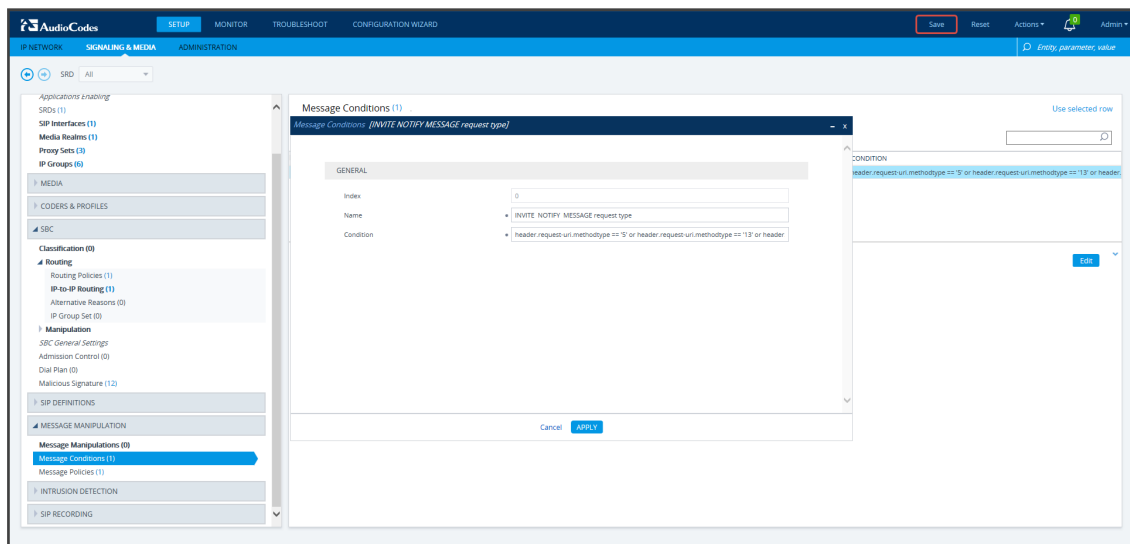 AudioCodes SETUP MONITOR TROUBLESHOOT CONFIGURATION WIZARD Save Reset Actions 9 Admin
IP NETWORK SIGNALING & MEDIA ADMINISTRATION Entity, parameter, value
SRD All
Applications Enabling
SRDs (1)
SIP Interfaces (1)
Media Realms (1)
Proxy Sets (3)
IP Groups (6)
MEDIA
CODERS & PROFILES
SBC
Classification (0)
Routing
Routing Policies (1)
IP-to-IP Routing (1)
Alternative Reasons (0)
IP Group Set (0)
Manipulation
SBC General Settings
Admission Control (0)
Dial Plan (0)
Malicious Signature (12)
SIP DEFINITIONS
MESSAGE MANIPULATION
Message Manipulations (0)
Message Conditions (1)
Message Policies (1)
INTRUSION DETECTION
SIP RECORDING
Message Conditions (1) Use selected row
Message Conditions [INVITE NOTIFY MESSAGE request type] – x
CONDITION
header.request-uri.methodtype == '5' or header.request-uri.methodtype == '13' or header.
GENERAL
Index 0
Name INVITE NOTIFY MESSAGE request type
Condition header.request-uri.methodtype == '5' or header.request-uri.methodtype == '13' or header
Edit
Cancel APPLY